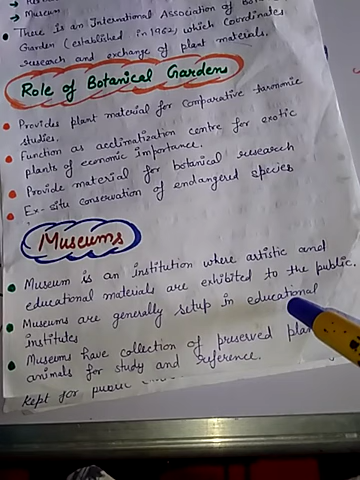 Museum
There is an International Association of
Garden (established in 1962) which coordinates
research and exchange of plant materials.
Role of Botanical Gardens
Provides plant material for comparative taxonomic
studies.
Function as acclimatization centre for exotic
plants of economic importance.
Provide material for botanical research
Ex-situ conservation of endangered species
Museums
Museum is an institution where artistic and
educational materials are exhibited to the public.
Museums are generally setup in educational
institutes
Museums have collection of preserved
animals for study and reference.
Kept for public